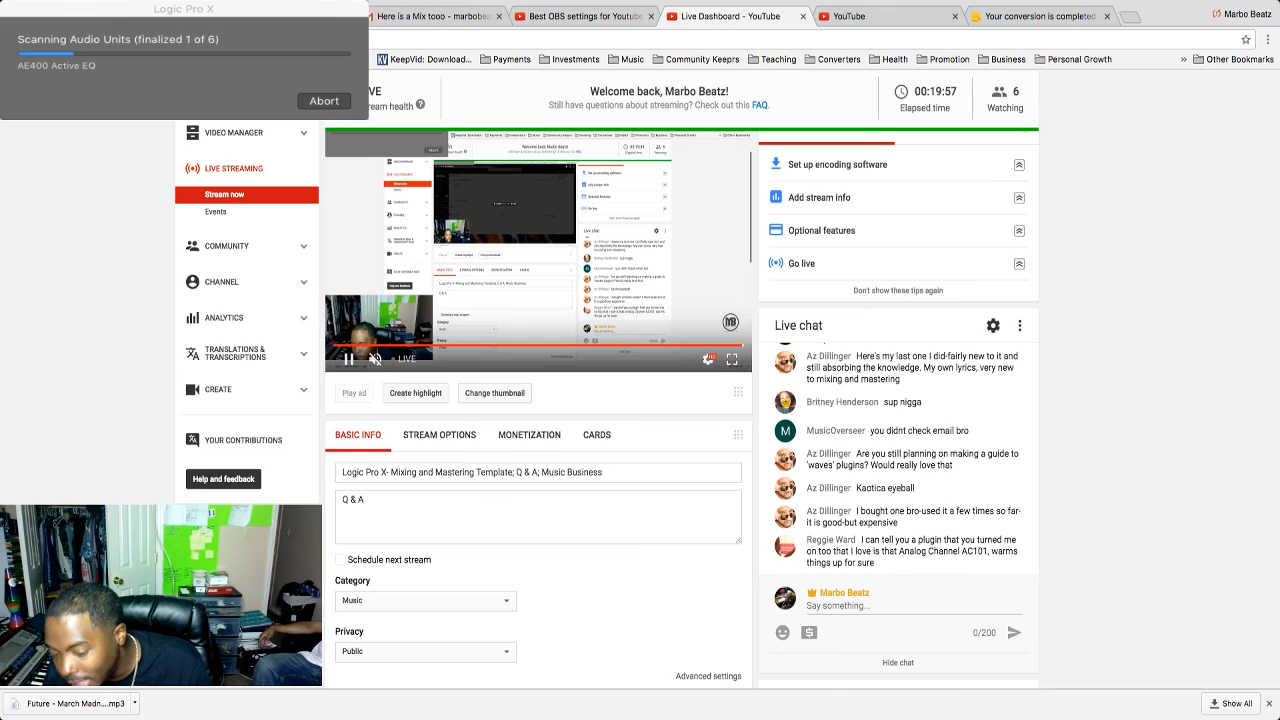 Logic Pro X
Scanning Audio Units (finalized 1 of 6)
AE400 Active EQ
Abort
Here is a Mix tooo - marbobea
Best OBS settings for Youtube
Live Dashboard - YouTube
YouTube
Your conversion is completed
Marbo Beatz
KeepVid: Download...
Payments
Investments
Music
Community Keeprs
Teaching
Converters
Health
Promotion
Business
Personal Growth
Other Bookmarks
VE
ream health
Welcome back, Marbo Beatz!
Still have questions about streaming? Check out this FAQ.
00:19:57
Elapsed time
6
Watching
VIDEO MANAGER
LIVE STREAMING
Stream now
Events
COMMUNITY
CHANNEL
ANALYTICS
TRANSLATIONS &
TRANSCRIPTIONS
CREATE
YOUR CONTRIBUTIONS
Help and feedback
LIVE
Play ad
Create highlight
Change thumbnail
BASIC INFO
STREAM OPTIONS
MONETIZATION
CARDS
Logic Pro X- Mixing and Mastering Template; Q & A; Music Business
Q & A
Schedule next stream
Category
Music
Privacy
Public
Advanced settings
Set up encoding software
Add stream info
Optional features
Go live
Don't show these tips again
Live chat
Az Dillinger Here's my last one I did-fairly new and
still absorbing the knowledge. My own lyrics, very new
to mixing and mastering
Britney Henderson sup nigga
M
MusicOverseer you didnt check email bro
Az Dillinger Are you still planning on making a guide to
'waves' plugins? Would really love that
Az Dillinger Kaotica eyeball
Az Dillinger I bought one bro-used it a few times so far-
it is good-but expensive
Reggie Ward I can tell you a plugin that you turned me
on too that I love is that Analog Channel AC101, warms
things up for sure
Marbo Beatz
Say something...
0/200
Hide chat
Future - March Madn....mp3
Show All